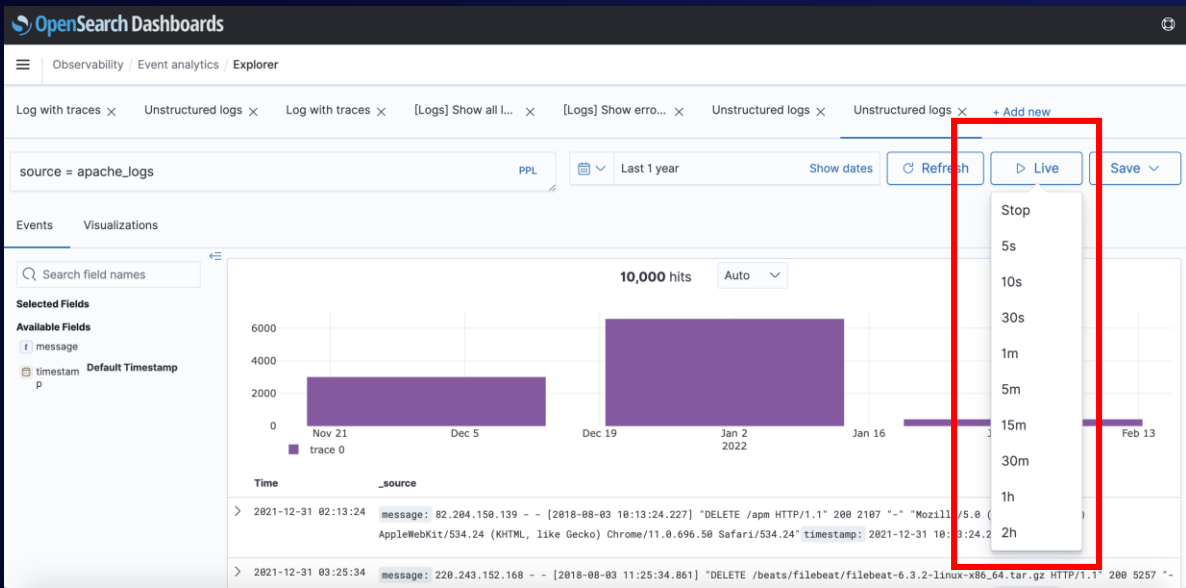 OpenSearch Dashboards
Observability / Event analytics / Explorer
Log with traces
Unstructured logs
Log with traces
[Logs] Show all l...
[Logs] Show erro...
Unstructured logs
Unstructured logs
+ Add new
source = apache_logs
PPL
Last 1 year
Show dates
Refresh
Live
Save
Stop
5s
10s
30s
1m
5m
15m
30m
1h
2h
Events
Visualizations
Search field names
Selected Fields
Available Fields
t message
timestam
p
Default Timestamp
10,000 hits
Auto
6000
4000
2000
0
Nov 21
Dec 5
Dec 19
Jan 2
2022
Jan 16
Feb 13
trace 0
Time
_source
2021-12-31 02:13:24
message: 82.204.150.139 - - [2018-08-03 10:13:24.227] "DELETE /apm HTTP/1.1" 200 2107 "-" "Mozill/5.0 (
AppleWebKit/534.24 (KHTML, like Gecko) Chrome/11.0.696.50 Safari/534.24" timestamp: 2021-12-31 10:3:24.2
2021-12-31 03:25:34
message: 220.243.152.168 - - [2018-08-03 11:25:34.861] "DELETE /beats/filebeat/filebeat-6.3.2-linux-x86_64.tar.gz HTTP/1.1" 200 5257 "-